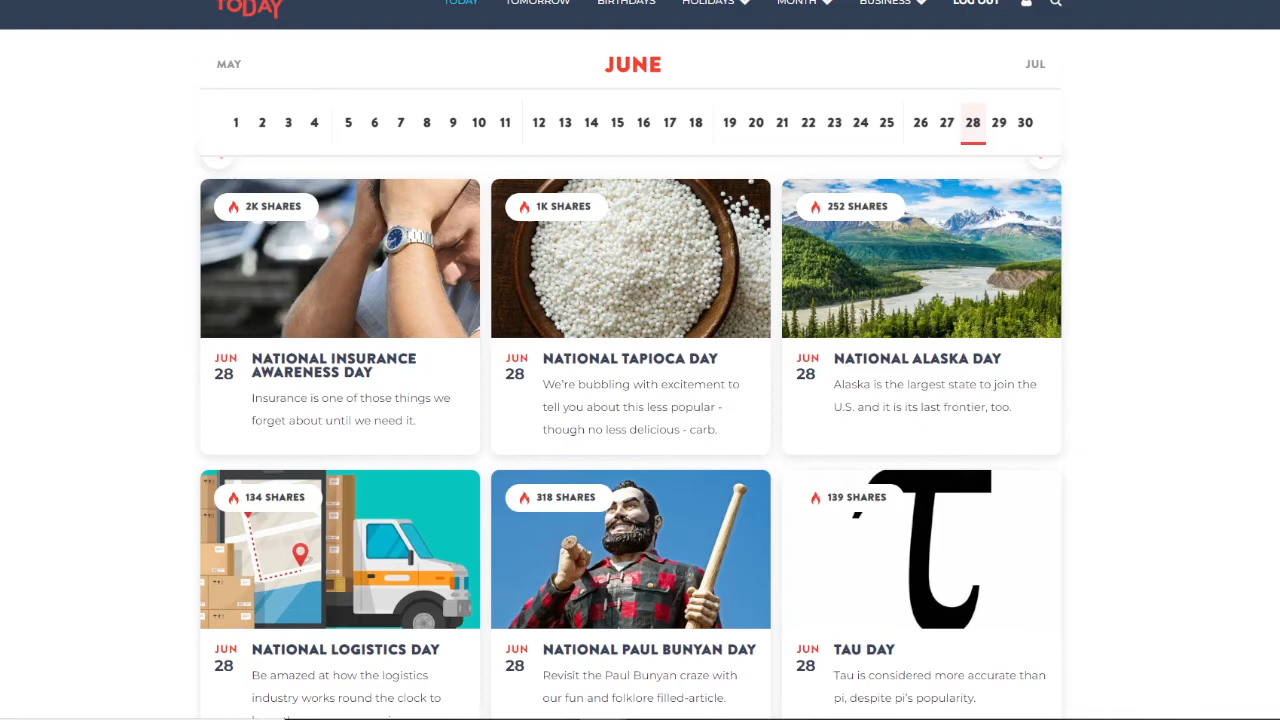 TODAY
TODAY TOMORROW BIRTHDAYS HOLIDAYS MONTH BUSINESS LOG OUT
MAY JUNE JUL
1 2 3 4 5 6 7 8 9 10 11 12 13 14 15 16 17 18 19 20 21 22 23 24 25 26 27 28 29 30
2K SHARES
JUN 28
NATIONAL INSURANCE
AWARENESS DAY
Insurance is one of those things we
forget about until we need it.
1K SHARES
JUN 28
NATIONAL TAPIOCA DAY
We're bubbling with excitement to
tell you about this less popular -
though no less delicious - carb.
252 SHARES
JUN 28
NATIONAL ALASKA DAY
Alaska is the largest state to join the
U.S. and it is its last frontier, too.
134 SHARES
JUN 28
NATIONAL LOGISTICS DAY
Be amazed at how the logistics
industry works round the clock to
318 SHARES
JUN 28
NATIONAL PAUL BUNYAN DAY
Revisit the Paul Bunyan craze with
our fun and folklore filled-article.
139 SHARES
τ
JUN 28
TAU DAY
Tau is considered more accurate than
pi, despite pi's popularity.